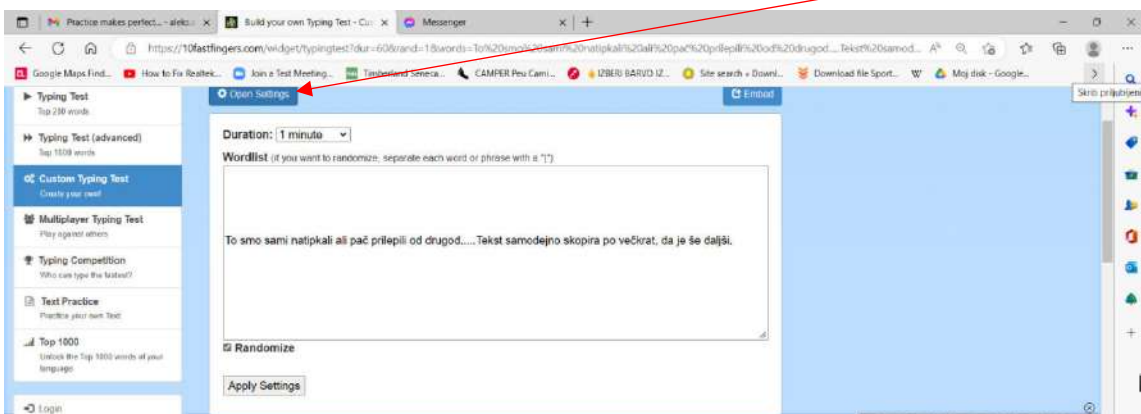 Practice makes perfect... - aleks
Build your own Typing Test - Cus
Messenger
https://10fastfingers.com/widget/typingtest?dur=60&rand=1&words=To%20smo%20sami%20natipkali%20ali%20pač%20prilepili%20od%20drugod....Tekst%20samod...
Google Maps Find...
How to Fix Realtek...
Join a Test Meeting...
Timberland Seneca...
CAMPER Peu Cami...
IZBERI BARVO IZ...
Site search + Downl...
Download file Sport...
Moj disk - Google...
Skriti priljubljeni
Typing Test
Top 200 words
Open Settings
Embed
Typing Test (advanced)
Top 1000 words
Custom Typing Test
Create your own!
Multiplayer Typing Test
Play against others
Typing Competition
Who can type the fastest?
Text Practice
Practice your own Text
Top 1000
Unlock the Top 1000 words of your
language
Login
Duration: 1 minute
Wordlist (if you want to randomize, separate each word or phrase with a "|")
To smo sami natipkali ali pač prilepili od drugod.....Tekst samodejno skopira po večkrat, da je še daljši.
Randomize
Apply Settings